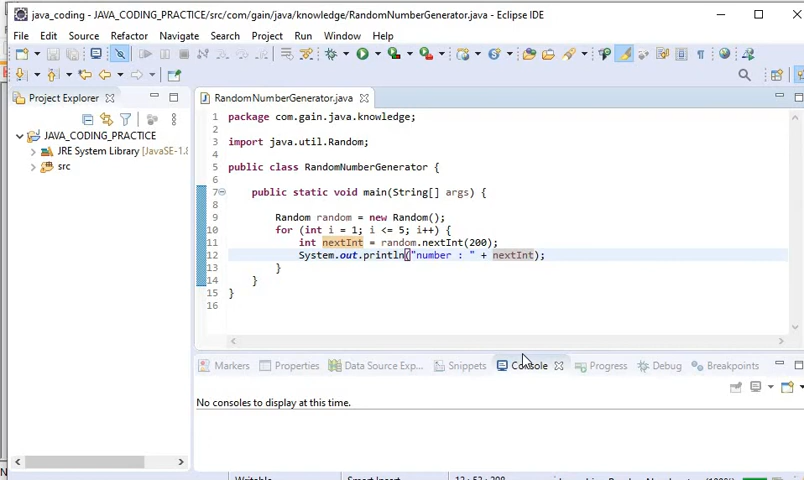 java_coding - JAVA_CODING_PRACTICE/src/com/gain/java/knowledge/RandomNumberGenerator.java - Eclipse IDE
File Edit Source Refactor Navigate Search Project Run Window Help
Project Explorer
JAVA_CODING_PRACTICE
JRE System Library [JavaSE-1.8
src
RandomNumberGenerator.java
1 package com.gain.java.knowledge;
2
3 import java.util.Random;
4
5 public class RandomNumberGenerator {
6
7 public static void main(String[] args) {
8
9 Random random = new Random();
10 for (int i = 1; i <= 5; i++) {
11 int nextInt = random.nextInt(200);
12 System.out.println("number : " + nextInt);
13 }
14 }
15 }
16
Markers Properties Data Source Exp... Snippets Console Progress Debug Breakpoints
No consoles to display at this time.
Writable Smart Insert